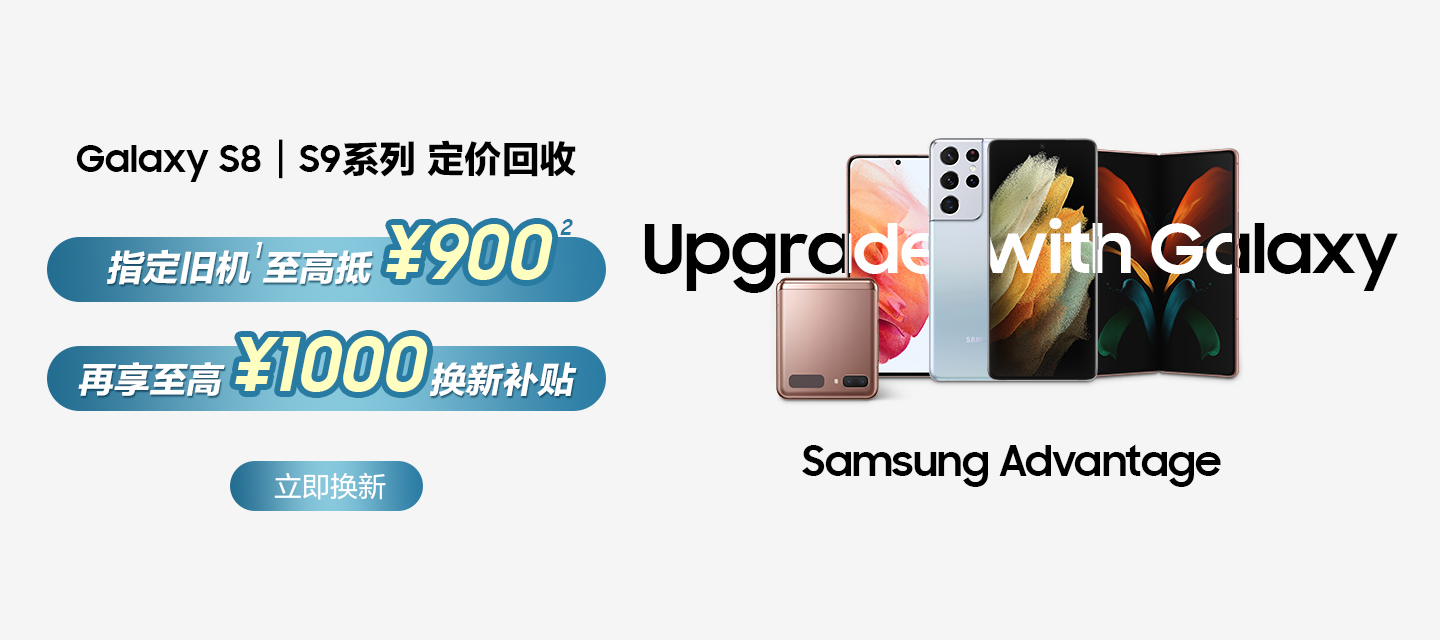 Galaxy S8｜S9系列 定价回收
指定旧机1至高抵 ¥900 2
再享至高 ¥1000 换新补贴
立即换新
Upgrade with Galaxy
SAM
Samsung Advantage